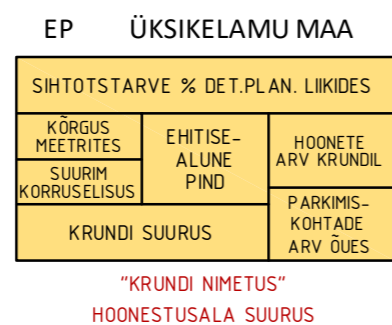 EP ÜKSIKELAMU MAA
SIHTOTSTARVE % DET.PLAN. LIIKIDES
KÕRGUS
MEETRITES
SUURIM
KORRUSELISUS
EHITISE-
ALUNE
PIND
HOONETE
ARV KRUNDIL
KRUNDI SUURUS
PARKIMIS-
KOHTADE
ARV ÕUES
"KRUNDI NIMETUS"
HOONESTUSALA SUURUS